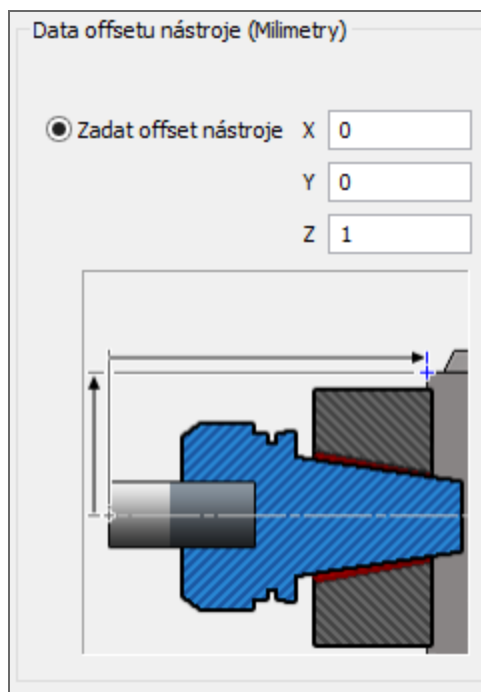 Data offsetu nástroje (Milimetry)
Zadat offset nástroje X 0
Y 0
Z 1